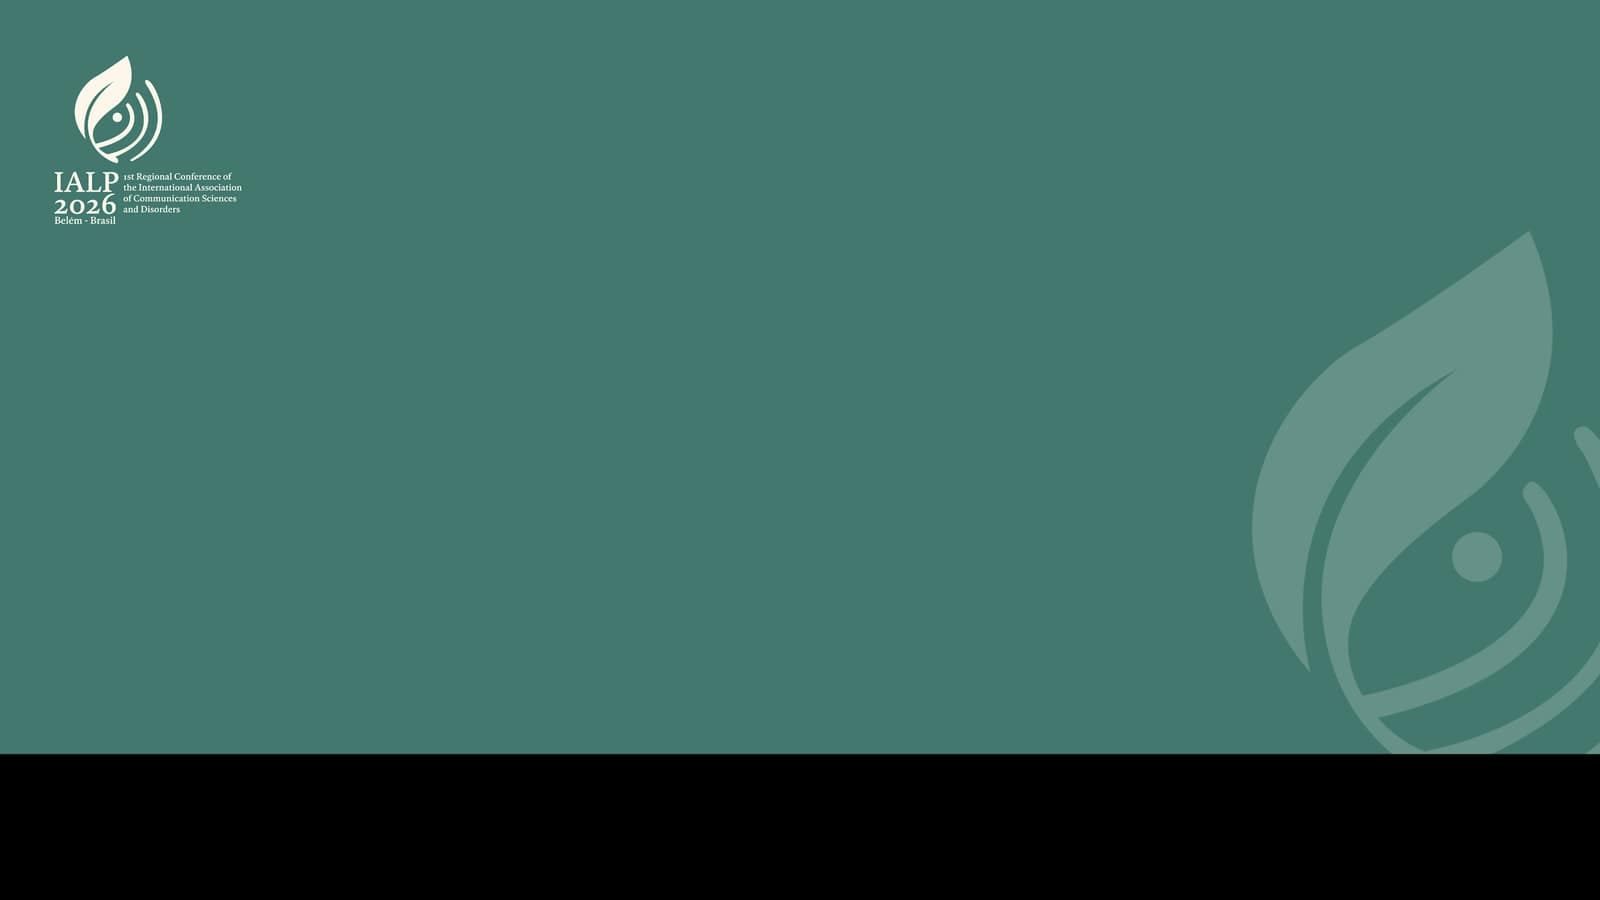 IALP
2026
Belém - Brasil
1st Regional Conference of
the International Association
of Communication Sciences
and Disorders